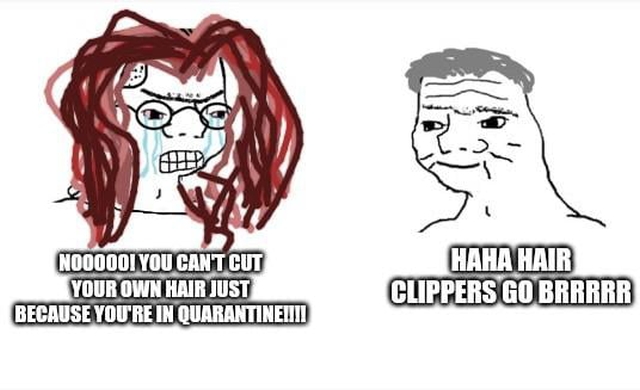 NOOOOO! YOU CAN'T CUT
YOUR OWN HAIR JUST
BECAUSE YOU'RE IN QUARANTINE!!!!
HAHA HAIR
CLIPPERS GO BRRRRR